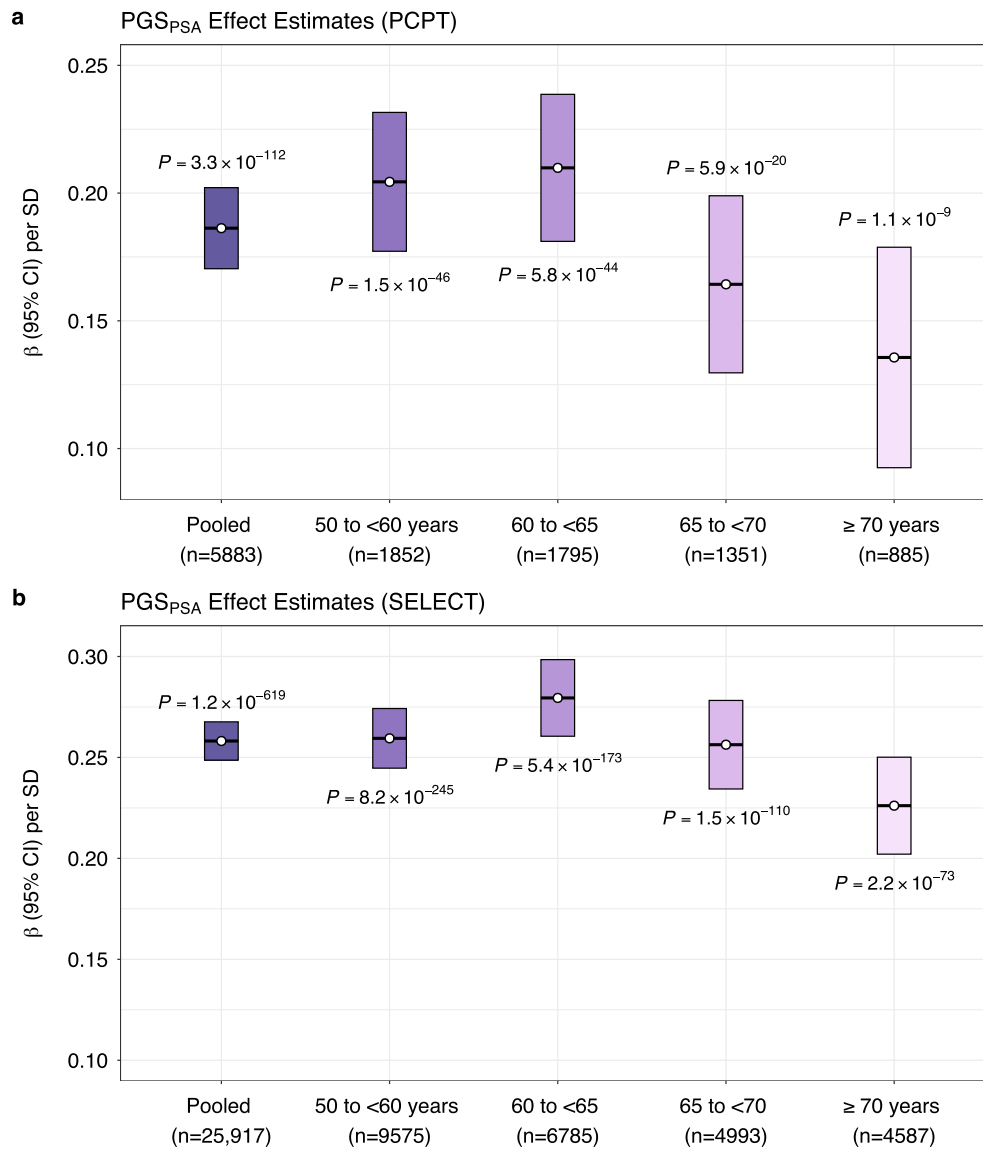 a
PGSPSA Effect Estimates (PCPT)
β (95% CI) per SD
0.25
0.20
0.15
0.10
P = 3.3 × 10−112
P = 1.5 × 10−46
P = 5.8 × 10−44
P = 5.9 × 10−20
P = 1.1 × 10−9
Pooled 50 to <60 years 60 to <65 65 to <70 ≥ 70 years
(n=5883) (n=1852) (n=1795) (n=1351) (n=885)
b
PGSPSA Effect Estimates (SELECT)
β (95% CI) per SD
0.30
0.25
0.20
0.15
0.10
P = 1.2 × 10−619
P = 8.2 × 10−245
P = 5.4 × 10−173
P = 1.5 × 10−110
P = 2.2 × 10−73
Pooled 50 to <60 years 60 to <65 65 to <70 ≥ 70 years
(n=25,917) (n=9575) (n=6785) (n=4993) (n=4587)